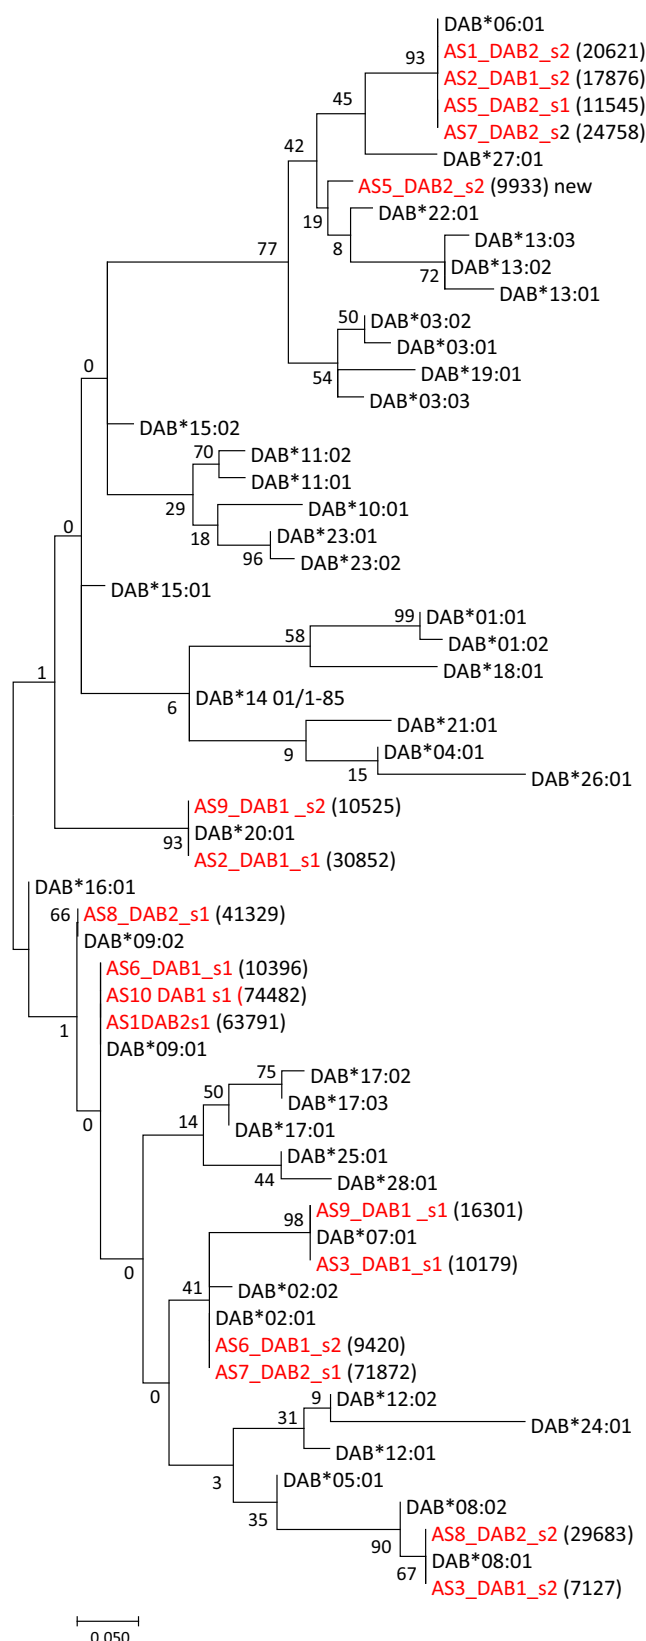 DAB*06:01
AS1_DAB2_s2 (20621)
93
AS2_DAB1_s2 (17876)
AS5_DAB2_s1 (11545)
45
AS7_DAB2_s2 (24758)
42
DAB*27:01
AS5_DAB2_s2 (9933) new
19
DAB*22:01
8
DAB*13:03
77
72
DAB*13:02
DAB*13:01
50
DAB*03:02
DAB*03:01
0
54
DAB*19:01
DAB*03:03
DAB*15:02
70
DAB*11:02
DAB*11:01
29
DAB*10:01
0
18
DAB*23:01
96
DAB*23:02
DAB*15:01
99
DAB*01:01
58
DAB*01:02
1
DAB*18:01
6
DAB*14 01/1-85
DAB*21:01
9
DAB*04:01
15
DAB*26:01
AS9_DAB1 _s2 (10525)
93
DAB*20:01
AS2_DAB1_s1 (30852)
DAB*16:01
66
AS8_DAB2_s1 (41329)
DAB*09:02
AS6_DAB1_s1 (10396)
AS10 DAB1 s1 (74482)
1
AS1DAB2s1 (63791)
DAB*09:01
75
DAB*17:02
50
DAB*17:03
0
14
DAB*17:01
DAB*25:01
44
DAB*28:01
AS9_DAB1 _s1 (16301)
98
DAB*07:01
0
AS3_DAB1_s1 (10179)
41
DAB*02:02
DAB*02:01
AS6_DAB1_s2 (9420)
AS7_DAB2_s1 (71872)
0
9
DAB*12:02
31
DAB*24:01
DAB*12:01
3
DAB*05:01
35
DAB*08:02
90
AS8_DAB2_s2 (29683)
67
DAB*08:01
AS3_DAB1_s2 (7127)
0.050